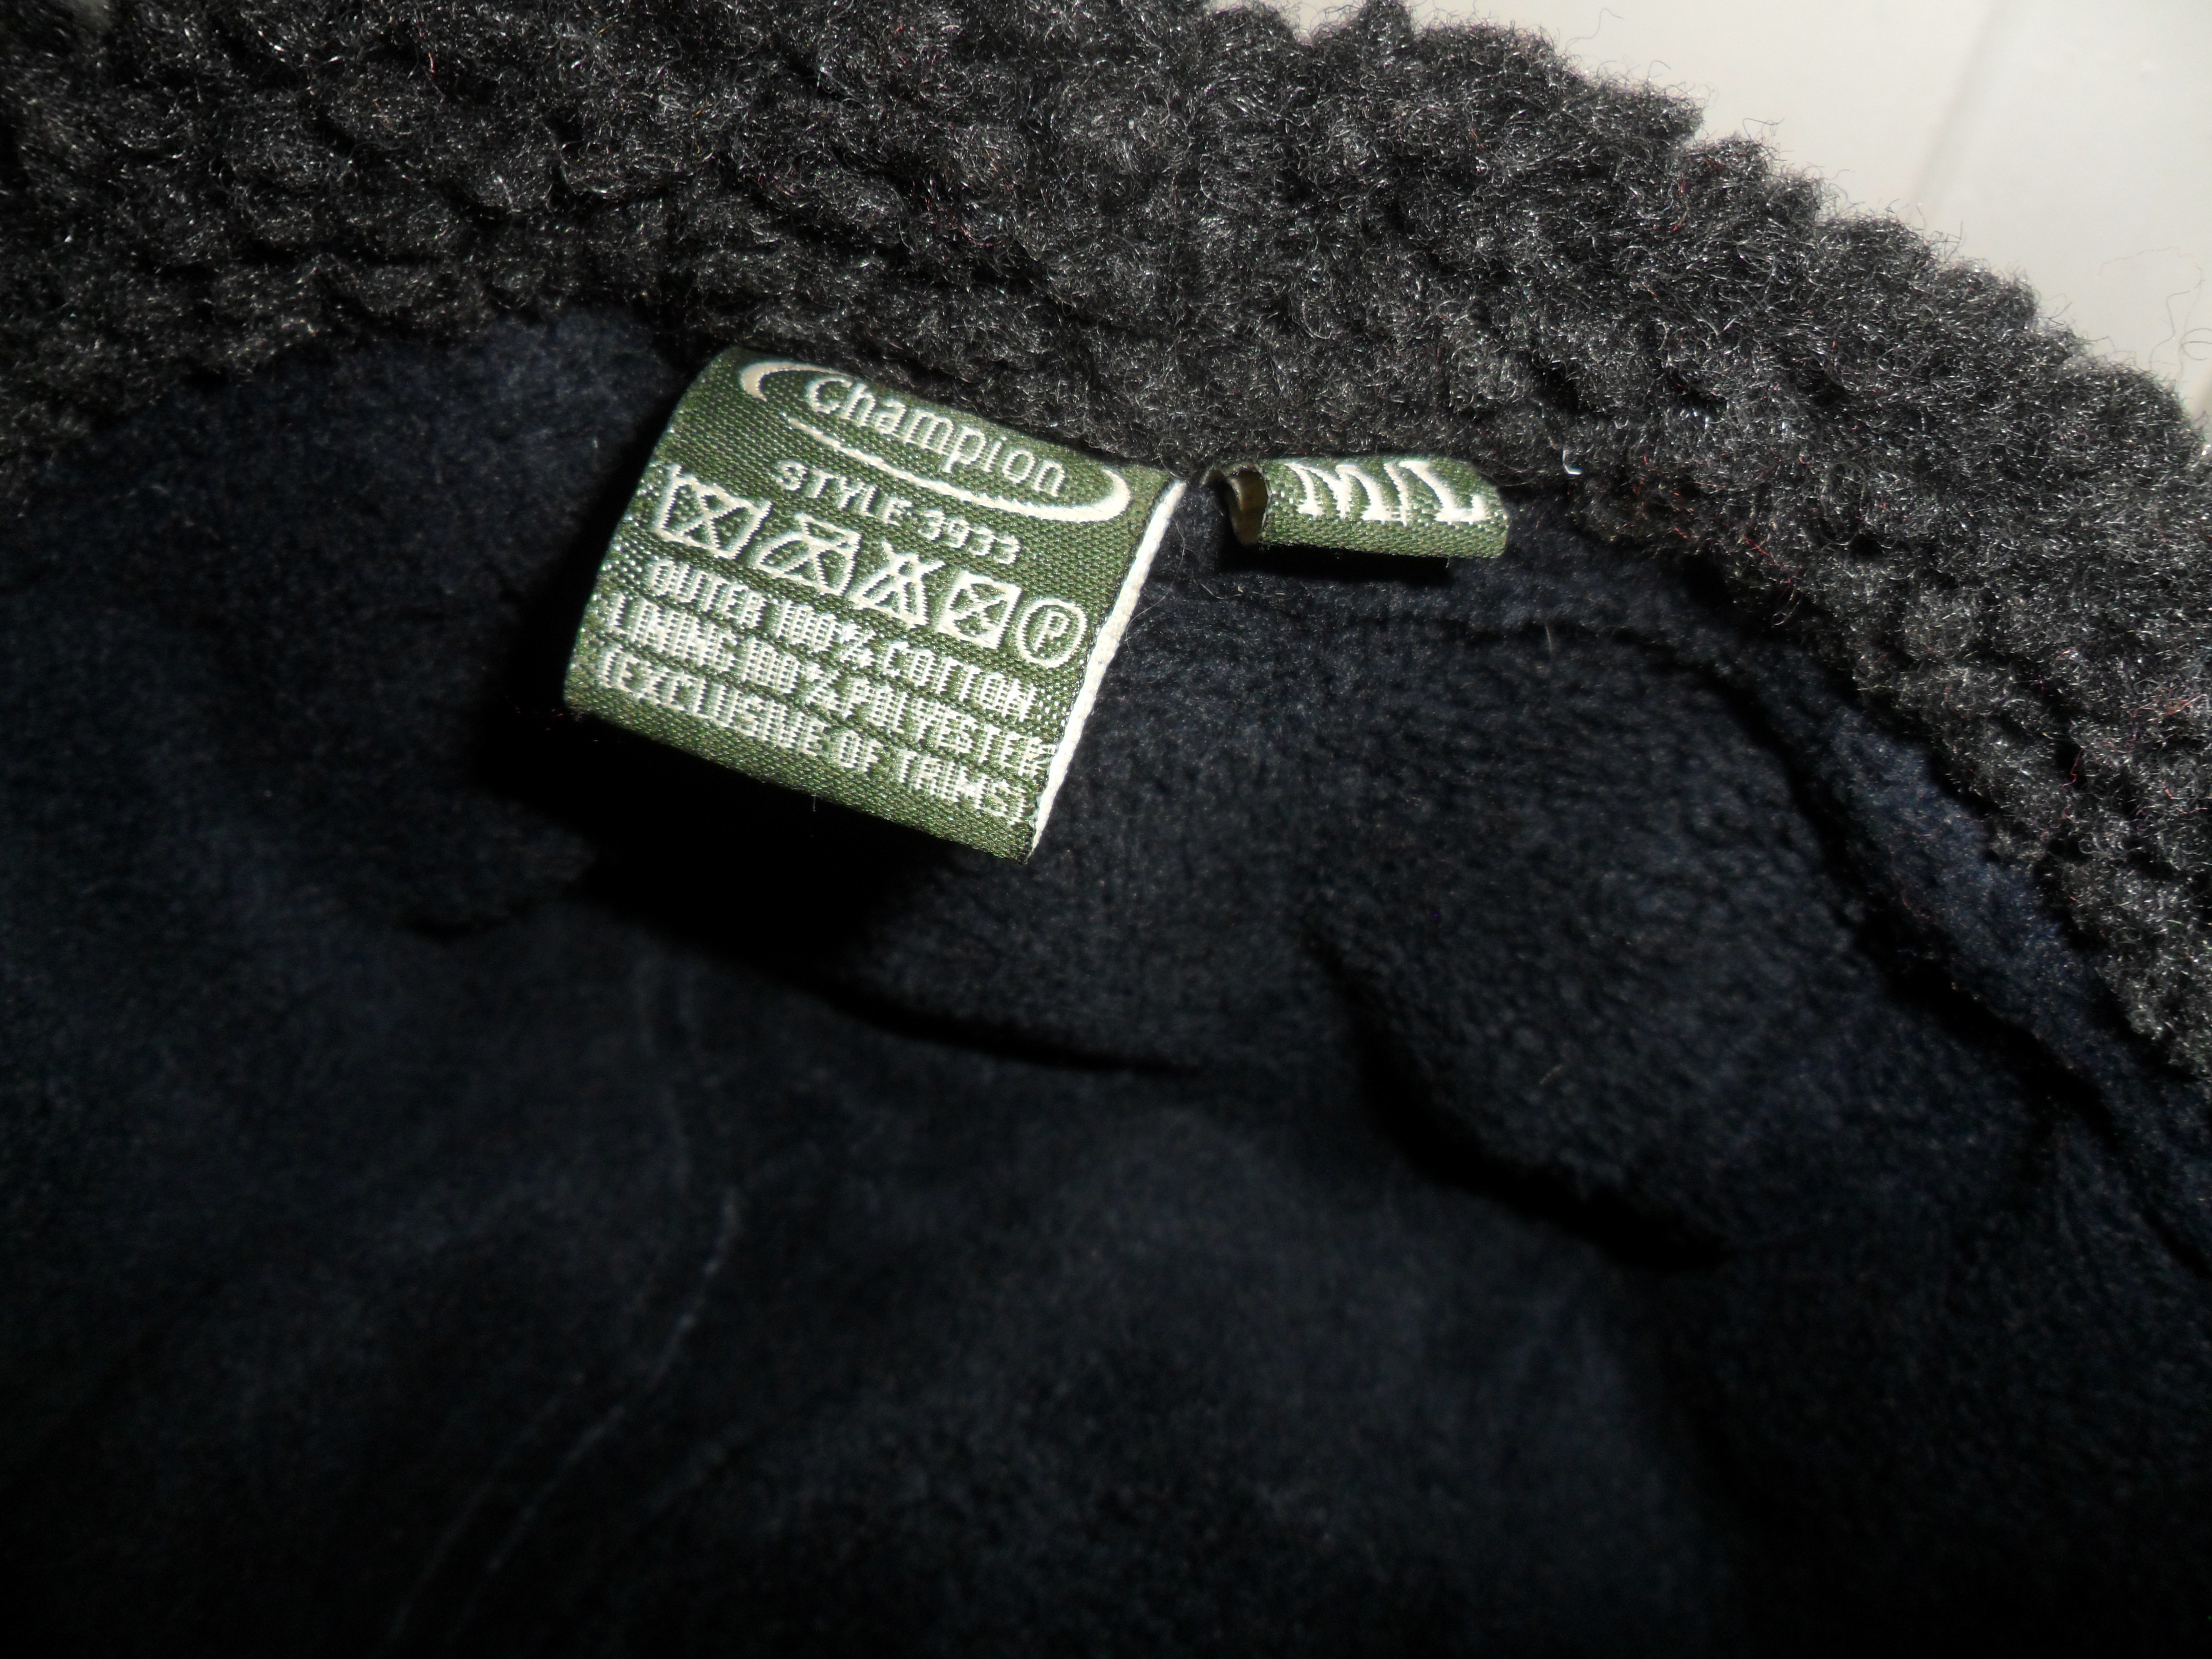 Champion
STYLE 3933
P
OUTER 100% COTTON
LINING 100% POLYESTER
(EXCLUSIVE OF TRIMS)
M/L